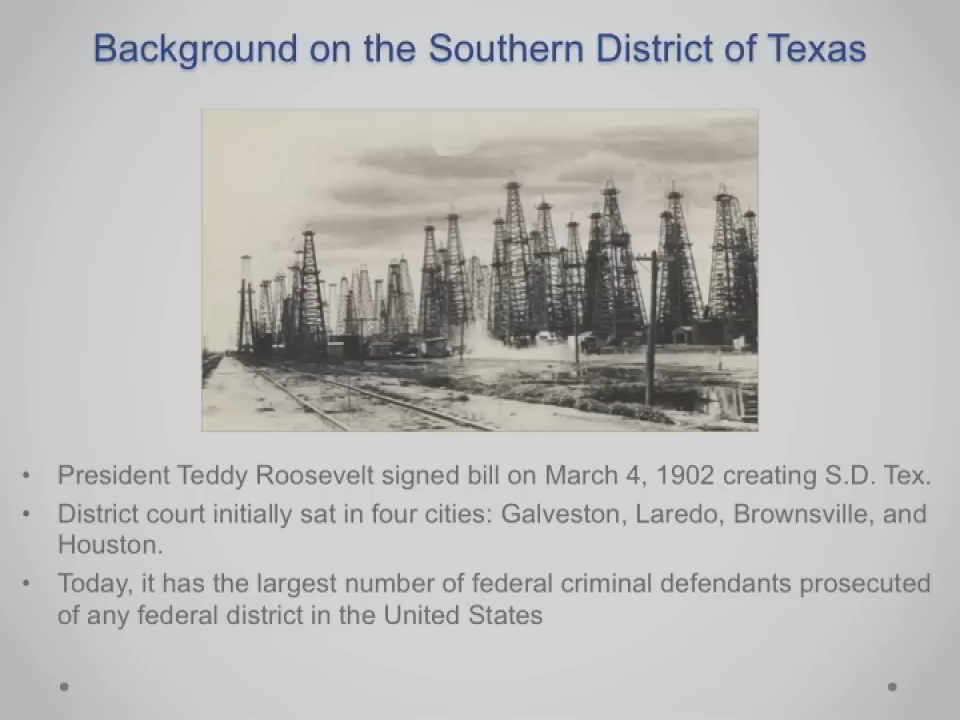 Background on the Southern District of Texas
• President Teddy Roosevelt signed bill on March 4, 1902 creating S.D. Tex.
• District court initially sat in four cities: Galveston, Laredo, Brownsville, and
Houston.
• Today, it has the largest number of federal criminal defendants prosecuted
of any federal district in the United States